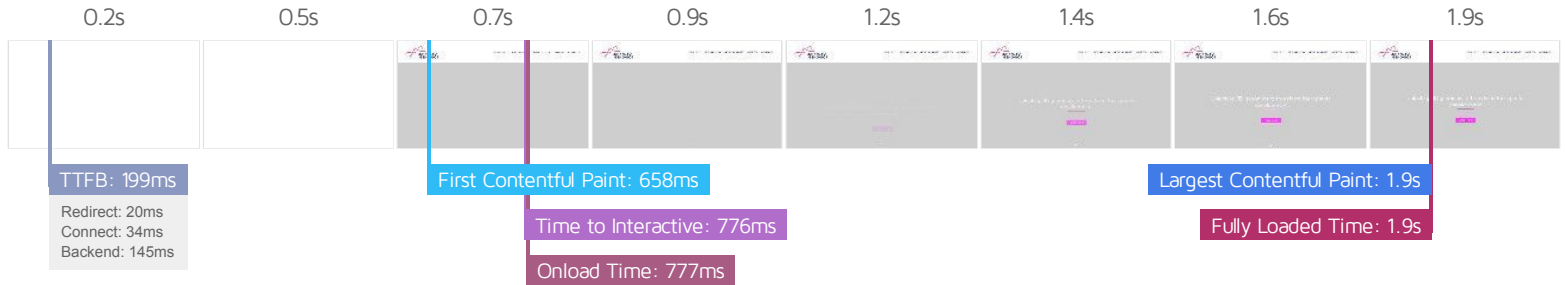 0.2s
0.5s
0.7s
0.9s
1.2s
1.4s
1.6s
1.9s
TTFB: 199ms
Redirect: 20ms
Connect: 34ms
Backend: 145ms
First Contentful Paint: 658ms
Time to Interactive: 776ms
Onload Time: 777ms
Largest Contentful Paint: 1.9s
Fully Loaded Time: 1.9s